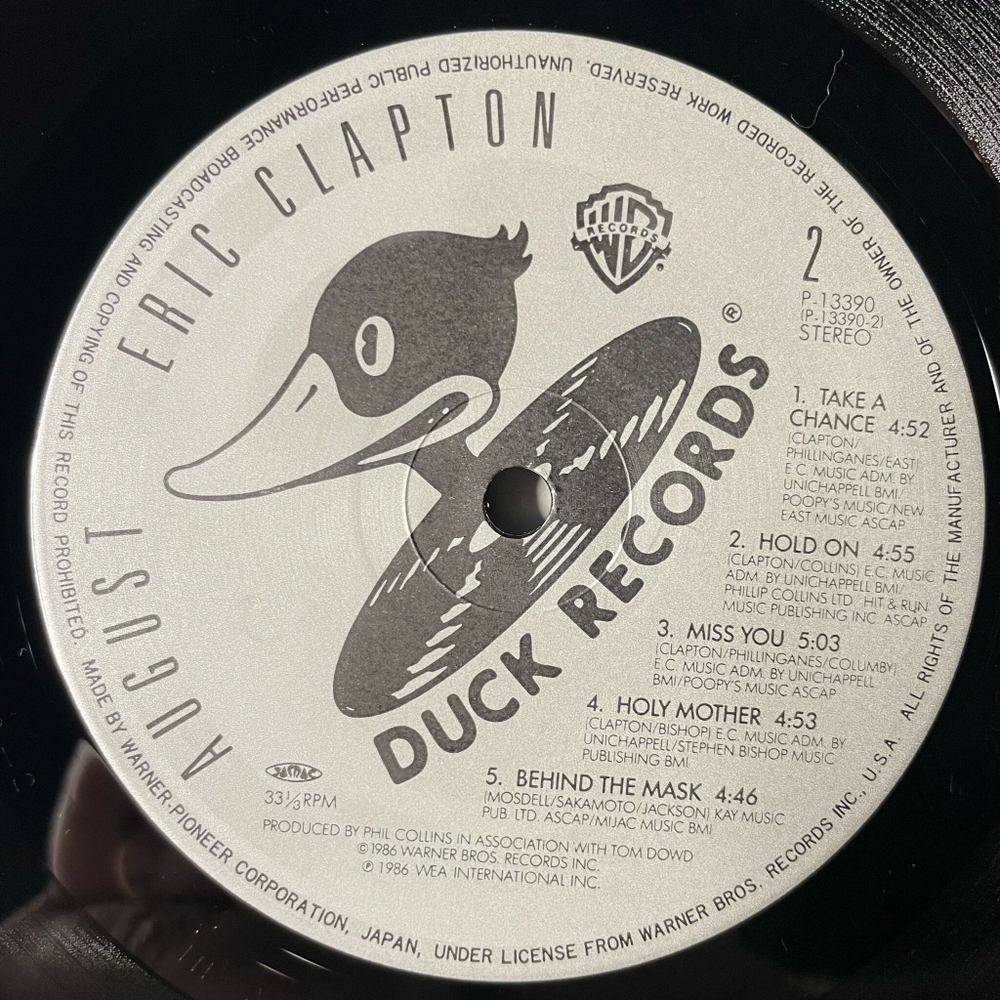 ERIC CLAPTON
AUGUST
WB
RECORDS
®
DUCK RECORDS®
2
P-13390
(P-13390-2)
STEREO
1. TAKE A
CHANCE 4:52
(CLAPTON/
PHILLINGANES/EAST)
E.C. MUSIC ADM. BY
UNICHAPPELL BMI/
POOPY'S MUSIC/NEW
EAST MUSIC ASCAP
2. HOLD ON 4:55
(CLAPTON/COLLINS) E.C. MUSIC
ADM. BY UNICHAPPELL BMI/
PHILLIP COLLINS LTD. HIT & RUN
MUSIC PUBLISHING INC. ASCAP
3. MISS YOU 5:03
(CLAPTON/PHILLINGANES/COLUMBY)
E.C. MUSIC ADM. BY UNICHAPPELL
BMI/POOPY'S MUSIC ASCAP
4. HOLY MOTHER 4:53
(CLAPTON/BISHOP) E.C. MUSIC ADM. BY
UNICHAPPELL/STEPHEN BISHOP MUSIC
PUBLISHING BMI
5. BEHIND THE MASK 4:46
(MOSDELL/SAKAMOTO/JACKSON) KAY MUSIC
PUB. LTD. ASCAP/MIJAC MUSIC BMI
JASRAC
33⅓RPM
PRODUCED BY PHIL COLLINS IN ASSOCIATION WITH TOM DOWD
©1986 WARNER BROS. RECORDS INC.
℗ 1986 WEA INTERNATIONAL INC.
MADE BY WARNER-PIONEER CORPORATION, JAPAN, UNDER LICENSE FROM WARNER BROS. RECORDS INC., U.S.A. ALL RIGHTS OF THE MANUFACTURER AND OF THE OWNER OF THE RECORDED WORK RESERVED. UNAUTHORIZED PUBLIC PERFORMANCE BROADCASTING AND COPYING OF THIS RECORD PROHIBITED.